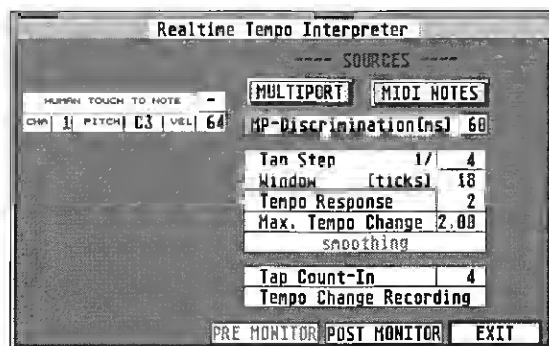 Realtime Tempo Interpreter
---- SOURCES ----
HUMAN TOUCH TO NOTE -
CHA 1 PITCH C3 VEL 64
MULTIPORT MIDI NOTES
MP-Discrimination[ms] 60
Tap Step 1/ 4
Window [ticks] 18
Tempo Response 2
Max. Tempo Change 2.00
smoothing
Tap Count-In 4
Tempo Change Recording
PRE MONITOR POST MONITOR EXIT